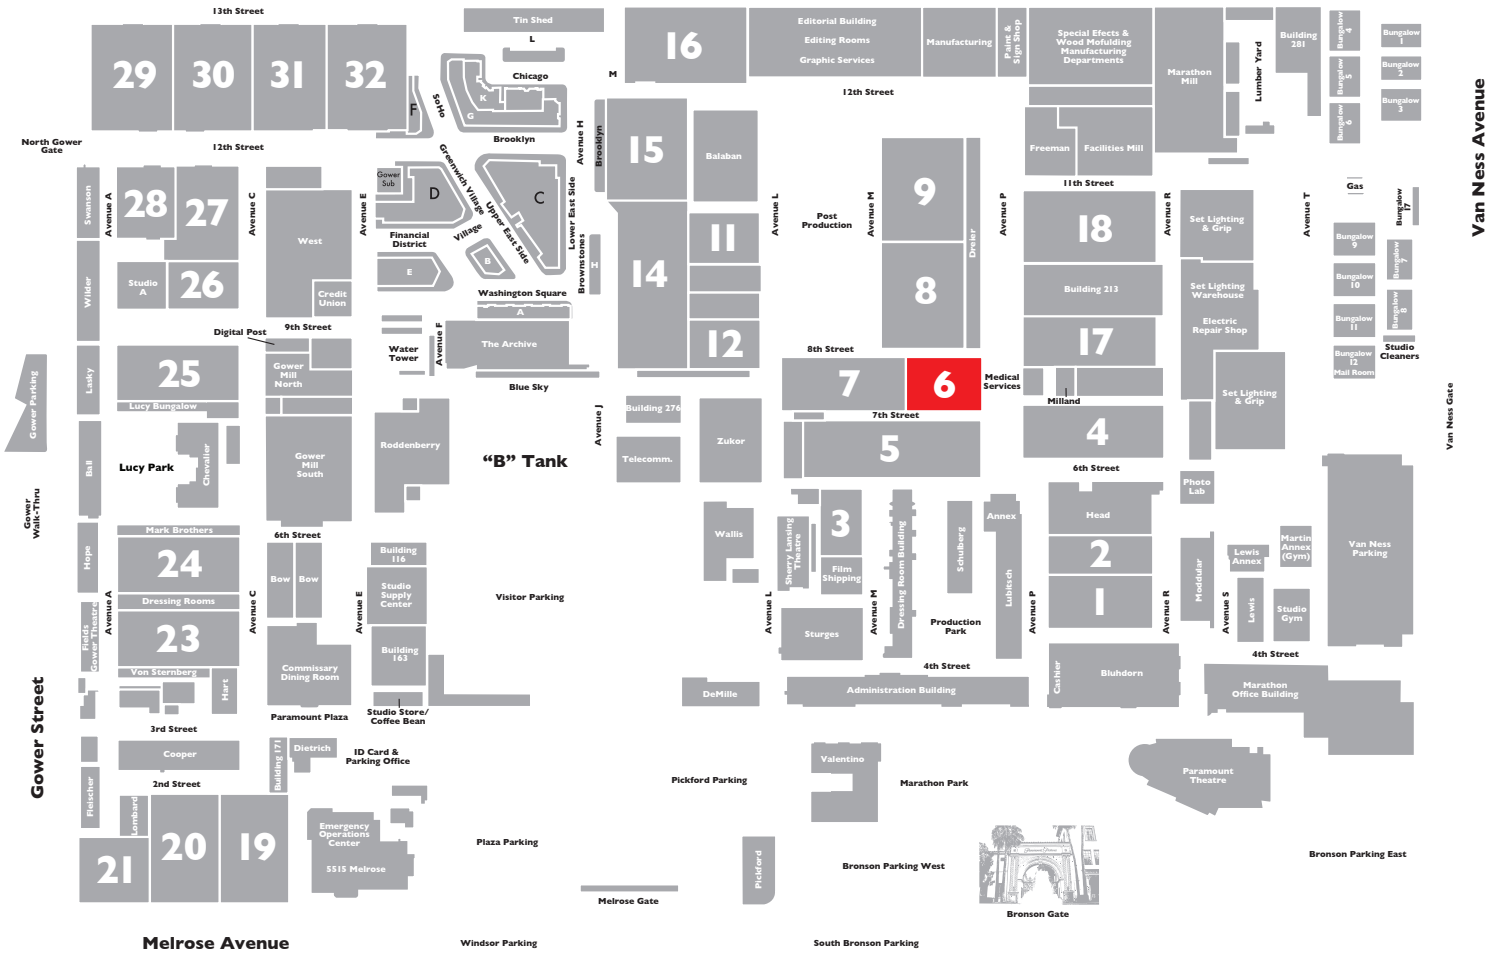 13th Street
29
30
31
32
F
SoHo
Tin Shed
L
Chicago
K
G
Brooklyn
M
16
Editorial Building
Editing Rooms
Graphic Services
Manufacturing
Paint &
Sign Shop
Special Efects &
Wood Mofulding
Manufacturing
Departments
Marathon
Mill
Lumber Yard
Building
281
Bungalow
4
Bungalow
5
Bungalow
6
Bungalow
1
Bungalow
2
Bungalow
3
Van Ness Avenue
12th Street
North Gower
Gate
12th Street
Swanson
Avenue A
28
27
Avenue C
West
Avenue E
Gower
Sub
D
Greenwich Village
Upper East Side
C
Lower East Side
Avenue H
Brooklyn
15
Balaban
Avenue L
Post
Production
Avenue M
9
Dreier
Avenue P
Freeman
Facilities Mill
11th Street
18
Avenue R
Set Lighting
& Grip
Avenue T
Gas
Bungalow
17
Financial
District
Village
E
B
Brownstones
H
11
14
8
Building 213
Set Lighting
Warehouse
Bungalow
9
Bungalow
7
Bungalow
10
Bungalow
8
Wilder
Studio
A
26
Credit
Union
Washington Square
A
9th Street
Digital Post
Water
Tower
Avenue F
The Archive
12
8th Street
17
Electric
Repair Shop
Bungalow
11
Studio
Cleaners
Bungalow
12
Mail Room
Gower Parking
Lasky
25
Lucy Bungalow
Gower
Mill
North
Blue Sky
7
6
Medical
Services
Milland
Set Lighting
& Grip
Van Ness Gate
7th Street
Avenue J
Building 276
Zukor
5
4
6th Street
Ball
Lucy Park
Chevalier
Gower
Mill
South
Roddenberry
“B” Tank
Telecomm.
Photo
Lab
Gower
Walk-Thru
Hope
Mark Brothers
24
Dressing Rooms
6th Street
Bow
Bow
Building
116
Studio
Supply
Center
Wallis
Sherry Lansing
Theatre
3
Film
Shipping
Dressing Room Building
Schulberg
Annex
Lubitsch
Head
2
1
Moddular
Lewis
Annex
Martin
Annex
(Gym)
Van Ness
Parking
Visitor Parking
Fields
Gower Theatre
Avenue A
23
Von Sternberg
Avenue C
Avenue E
Building
163
Avenue L
Sturges
Avenue M
Production
Park
Avenue P
Avenue R
Avenue S
Lewis
Studio
Gym
4th Street
4th Street
Hart
Commissary
Dining Room
Paramount Plaza
Studio Store/
Coffee Bean
DeMille
Administration Building
Cashier
Bluhdorn
Marathon
Office Building
Gower Street
3rd Street
Cooper
2nd Street
Building 171
Dietrich
ID Card &
Parking Office
Pickford Parking
Valentino
Marathon Park
Paramount
Theatre
Fleischer
Lombard
21
20
19
Emergency
Operations
Center
5515 Melrose
Plaza Parking
Pickford
Bronson Parking West
Bronson Parking East
Melrose Gate
Bronson Gate
Melrose Avenue
Windsor Parking
South Bronson Parking